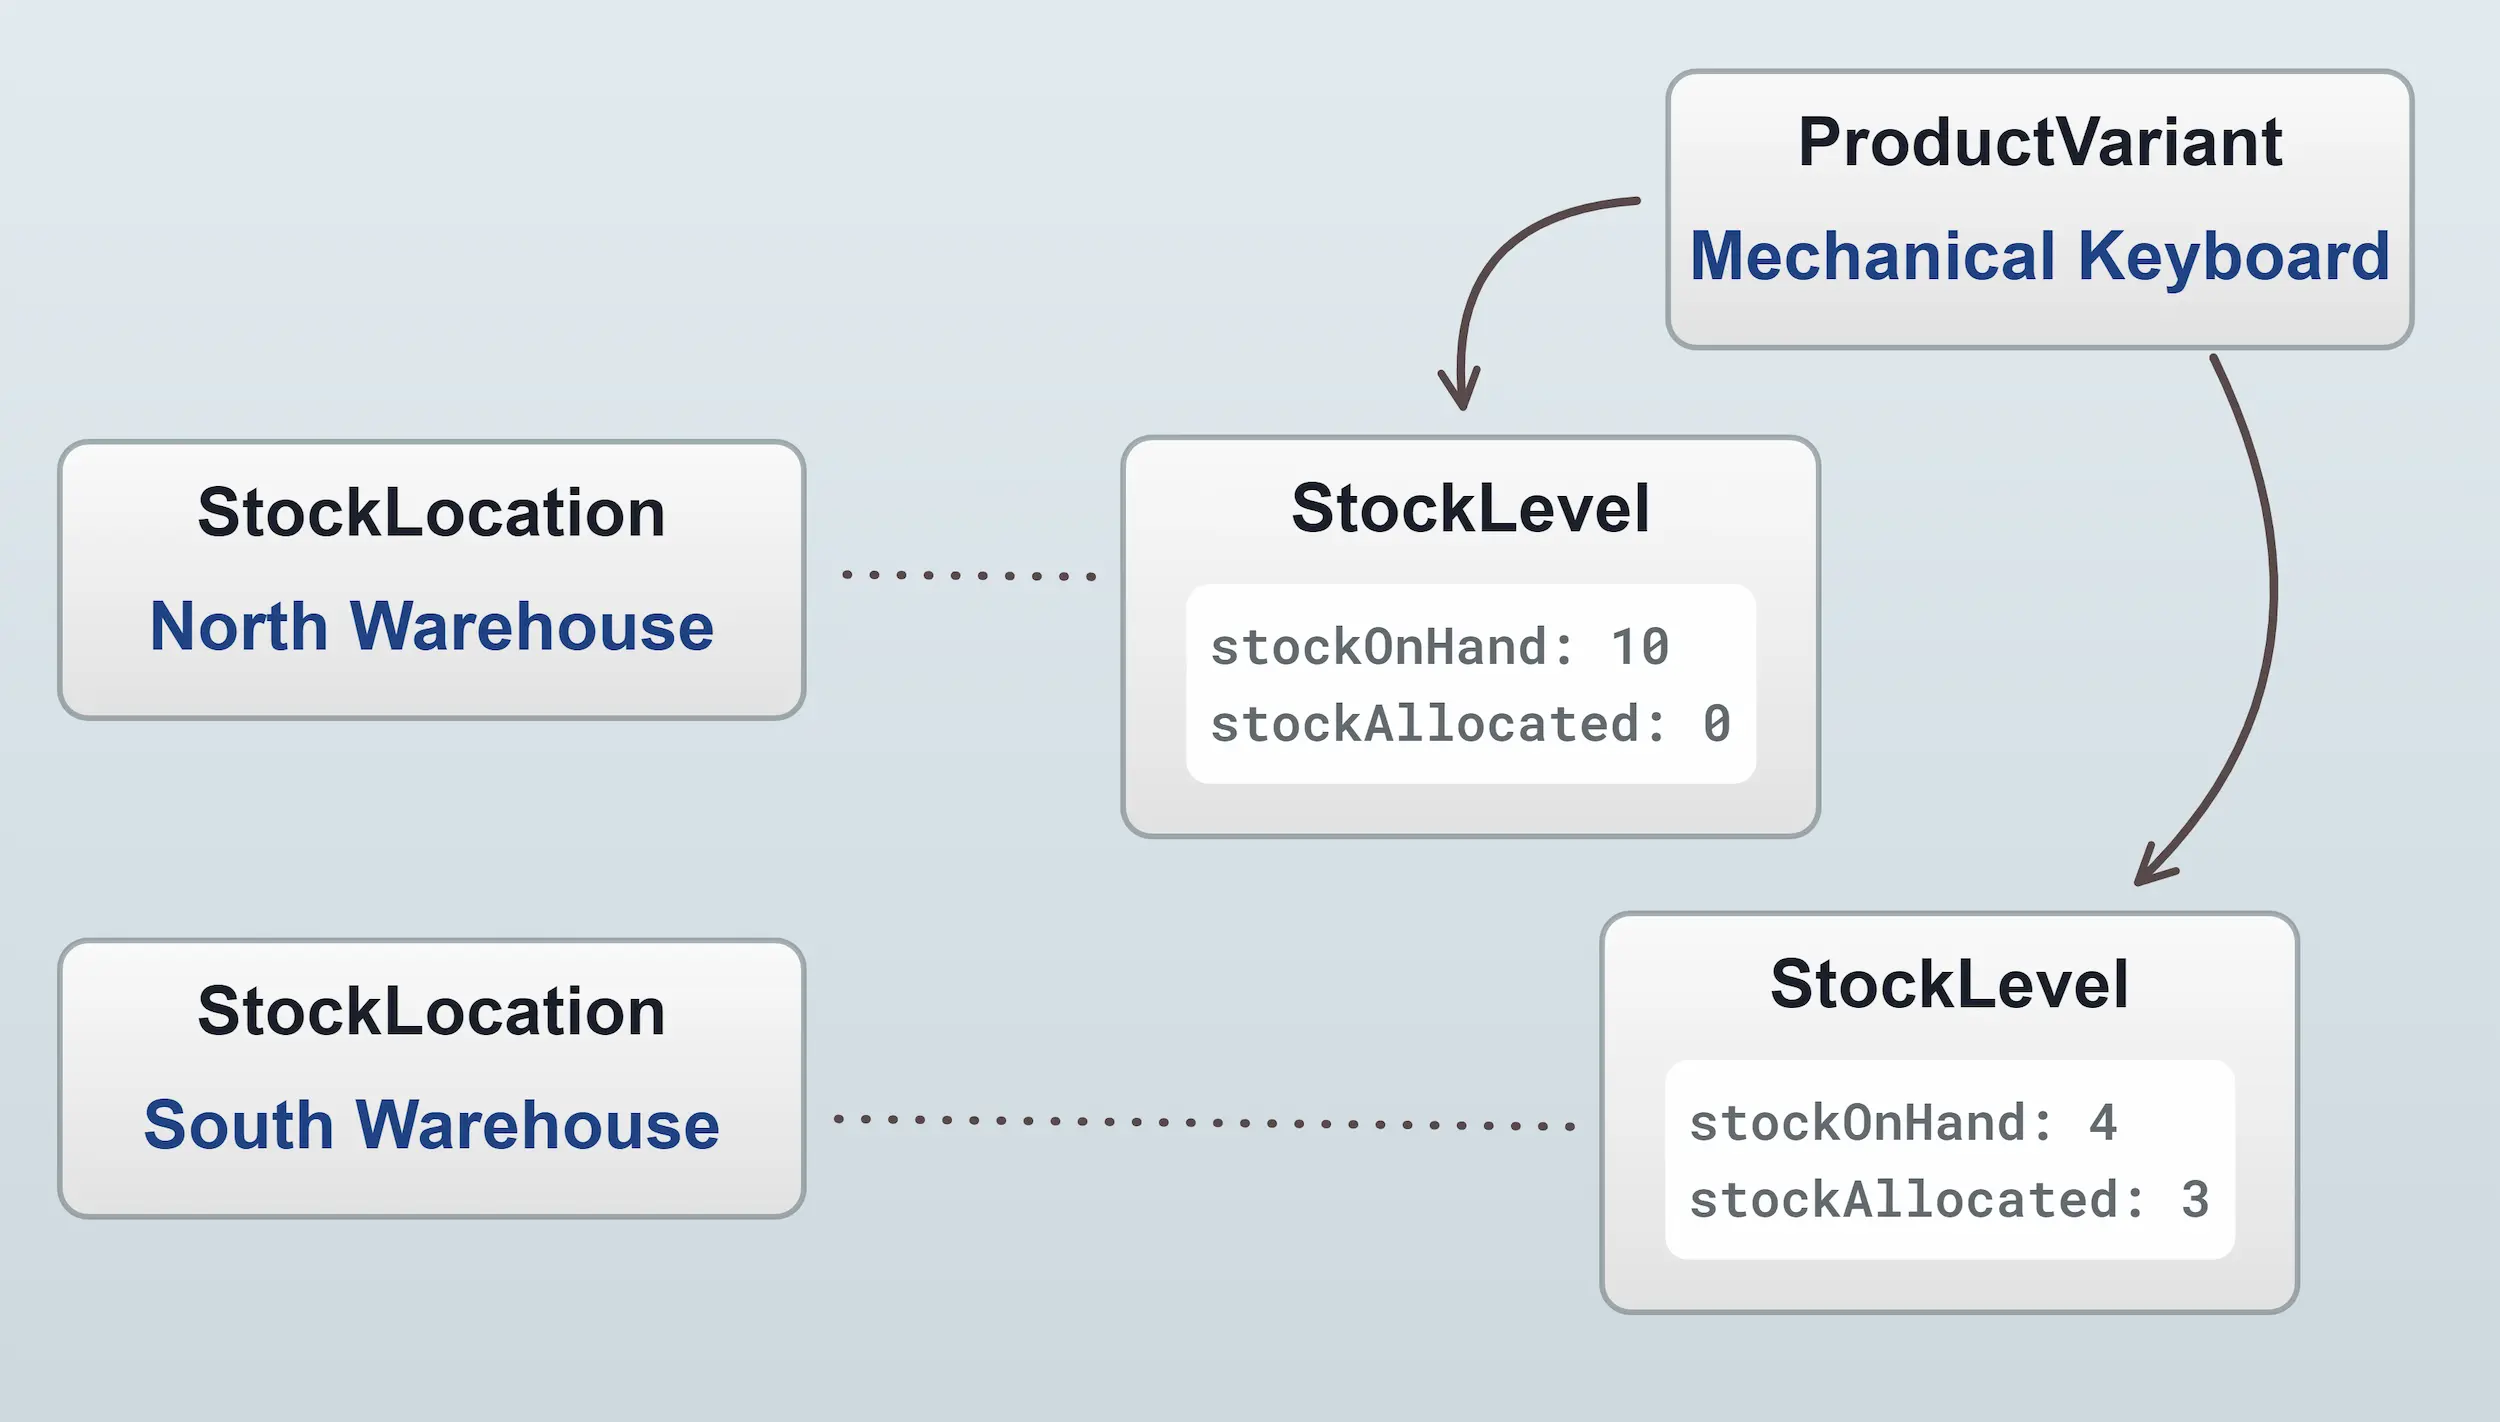 ProductVariant
Mechanical Keyboard
StockLocation
North Warehouse
StockLevel
stockOnHand: 10
stockAllocated: 0
StockLocation
South Warehouse
StockLevel
stockOnHand: 4
stockAllocated: 3